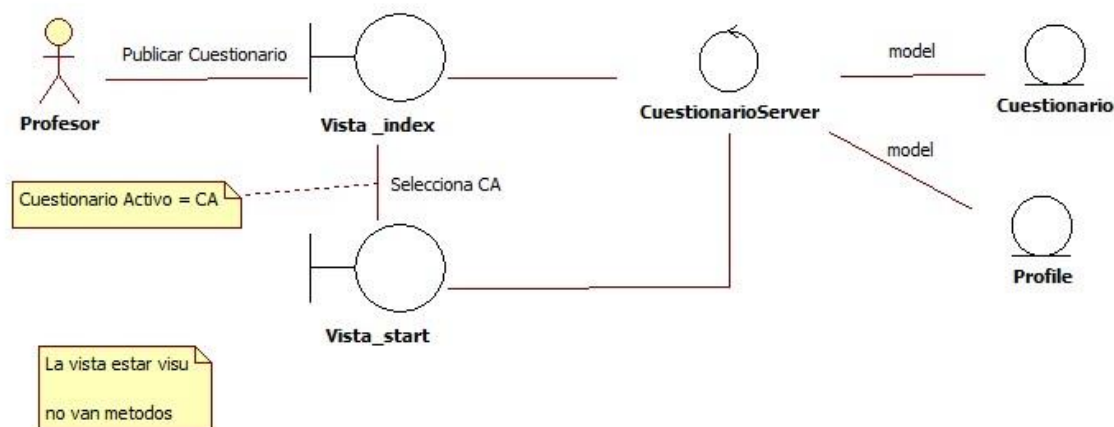 Publicar Cuestionario
Profesor
Vista _index
CuestionarioServer
model
Cuestionario
model
Profile
Cuestionario Activo = CA
Selecciona CA
Vista_start
La vista estar visu
no van metodos